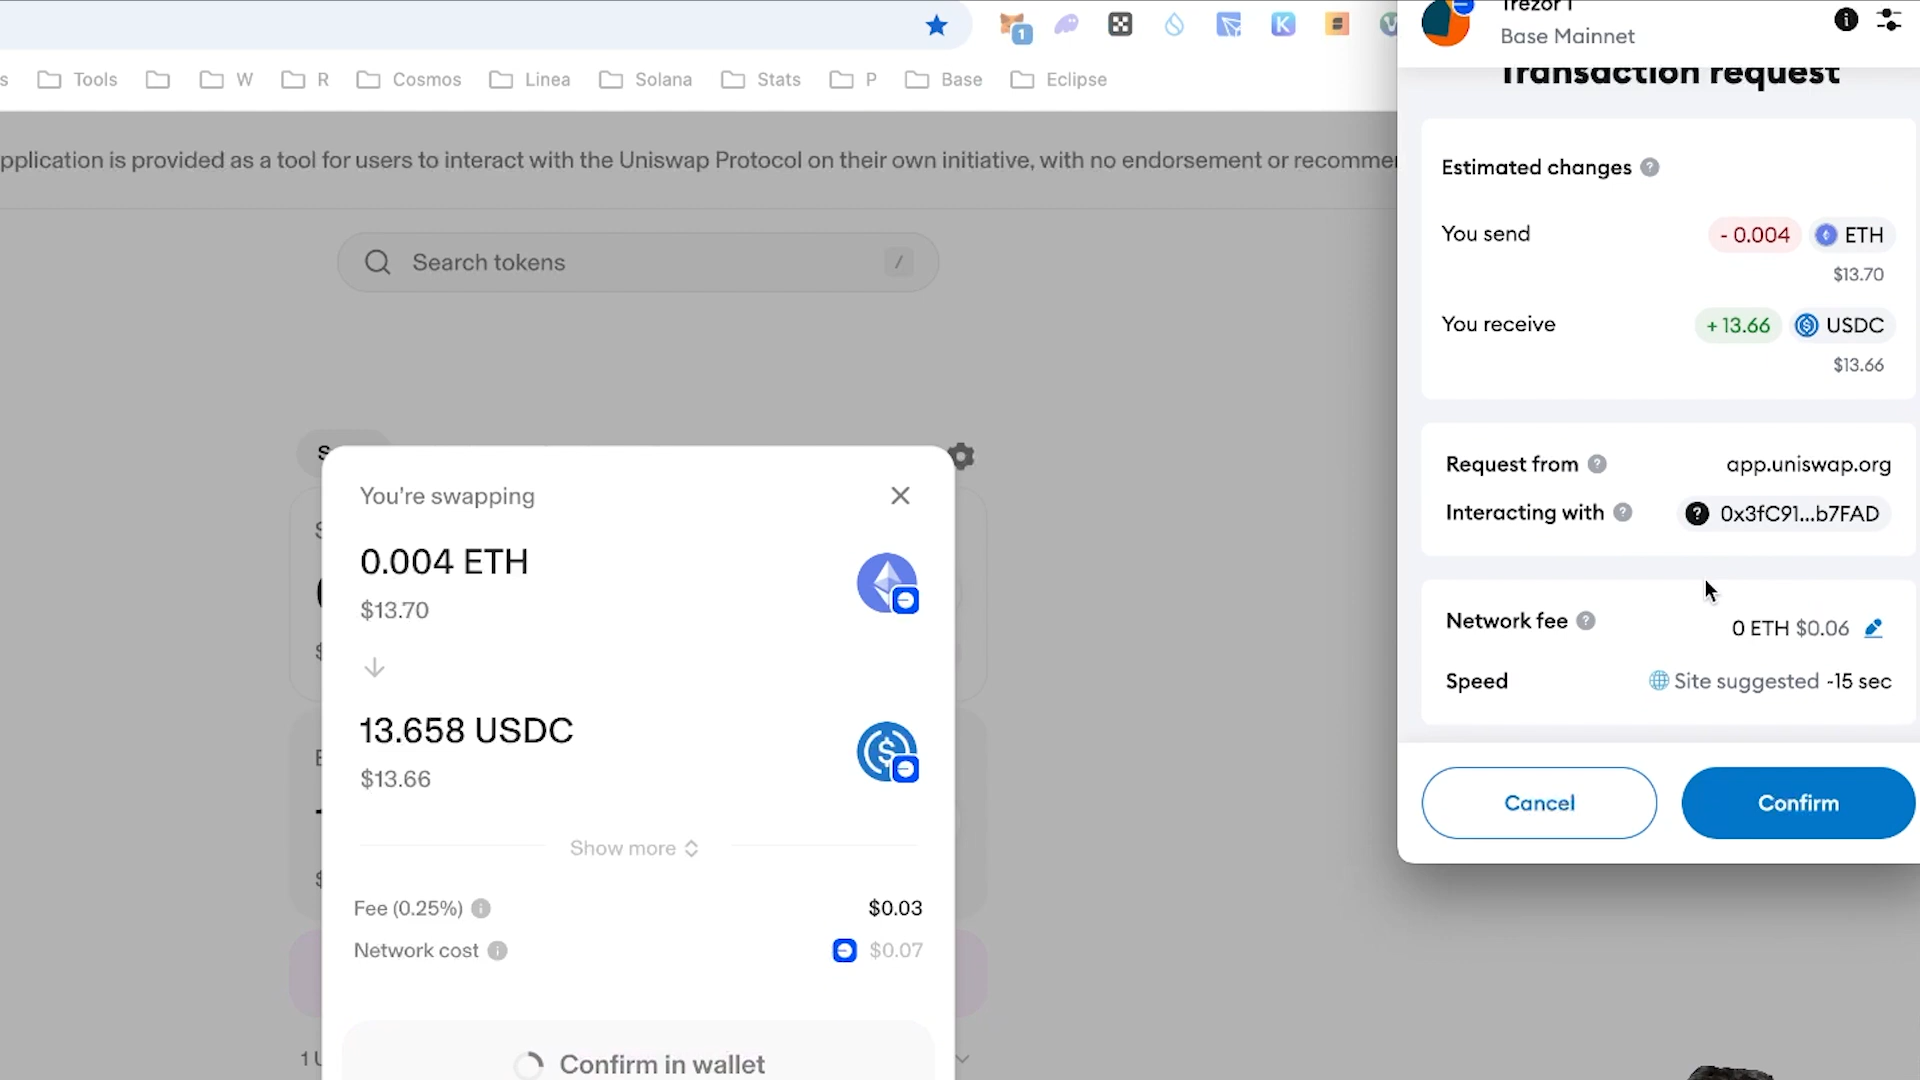 1
s
Tools
W
R
Cosmos
Linea
Solana
Stats
P
Base
Eclipse
pplication is provided as a tool for users to interact with the Uniswap Protocol on their own initiative, with no endorsement or recommen
Search tokens
/
You're swapping
0.004 ETH
$13.70
13.658 USDC
$13.66
Show more
Fee (0.25%)
$0.03
Network cost
$0.07
Confirm in wallet
Trezor 1
Base Mainnet
Transaction request
Estimated changes
You send
- 0.004
ETH
$13.70
You receive
+ 13.66
USDC
$13.66
Request from
app.uniswap.org
Interacting with
0x3fC91...b7FAD
Network fee
0 ETH $0.06
Speed
Site suggested ~15 sec
Cancel
Confirm